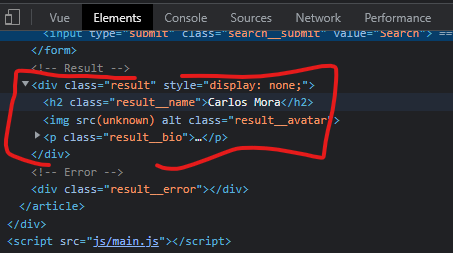 Vue Elements Console Sources Performance
<input type="submit" class="search__submit" value="Search"> ==
</form>
<!-- Result -->
<div class="result" style="display: none;">
<h2 class="result__name">Carlos Mora</h2>
<img src(unknown) alt class="result__avatar">
<p class="result__bio">…</p>
</div>
<!-- Error -->
<div class="result__error"></div>
</article>
</div>
<script src="js/main.js"></script>